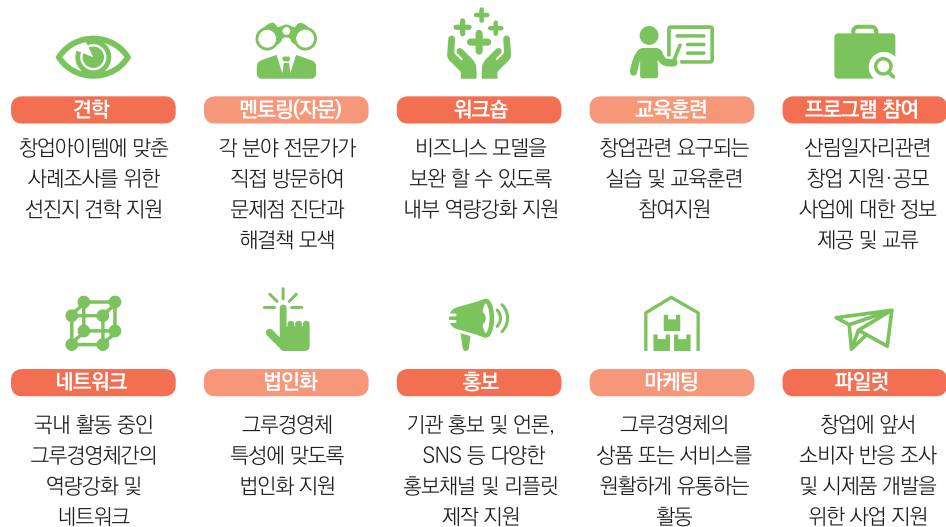 견학
창업아이템에 맞춘
사례조사를 위한
선진지 견학 지원
멘토링(자문)
각 분야 전문가가
직접 방문하여
문제점 진단과
해결책 모색
워크숍
비즈니스 모델을
보완 할 수 있도록
내부 역량강화 지원
교육훈련
창업관련 요구되는
실습 및 교육훈련
참여지원
프로그램 참여
산림일자리관련
창업 지원·공모
사업에 대한 정보
제공 및 교류
네트워크
국내 활동 중인
그루경영체간의
역량강화 및
네트워크
법인화
그루경영체
특성에 맞도록
법인화 지원
홍보
기관 홍보 및 언론,
SNS 등 다양한
홍보채널 및 리플릿
제작 지원
마케팅
그루경영체의
상품 또는 서비스를
원활하게 유통하는
활동
파일럿
창업에 앞서
소비자 반응 조사
및 시제품 개발을
위한 사업 지원